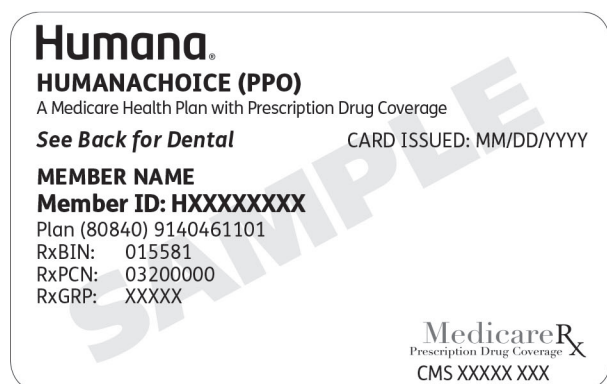 Humana®
HUMANACHOICE (PPO)
A Medicare Health Plan with Prescription Drug Coverage
See Back for Dental CARD ISSUED: MM/DD/YYYY
MEMBER NAME
Member ID: HXXXXXXXX
Plan (80840) 9140461101
RxBIN: 015581
RxPCN: 03200000
RxGRP: XXXXX
SAMPLE
MedicareRx
Prescription Drug Coverage
CMS XXXXX XXX